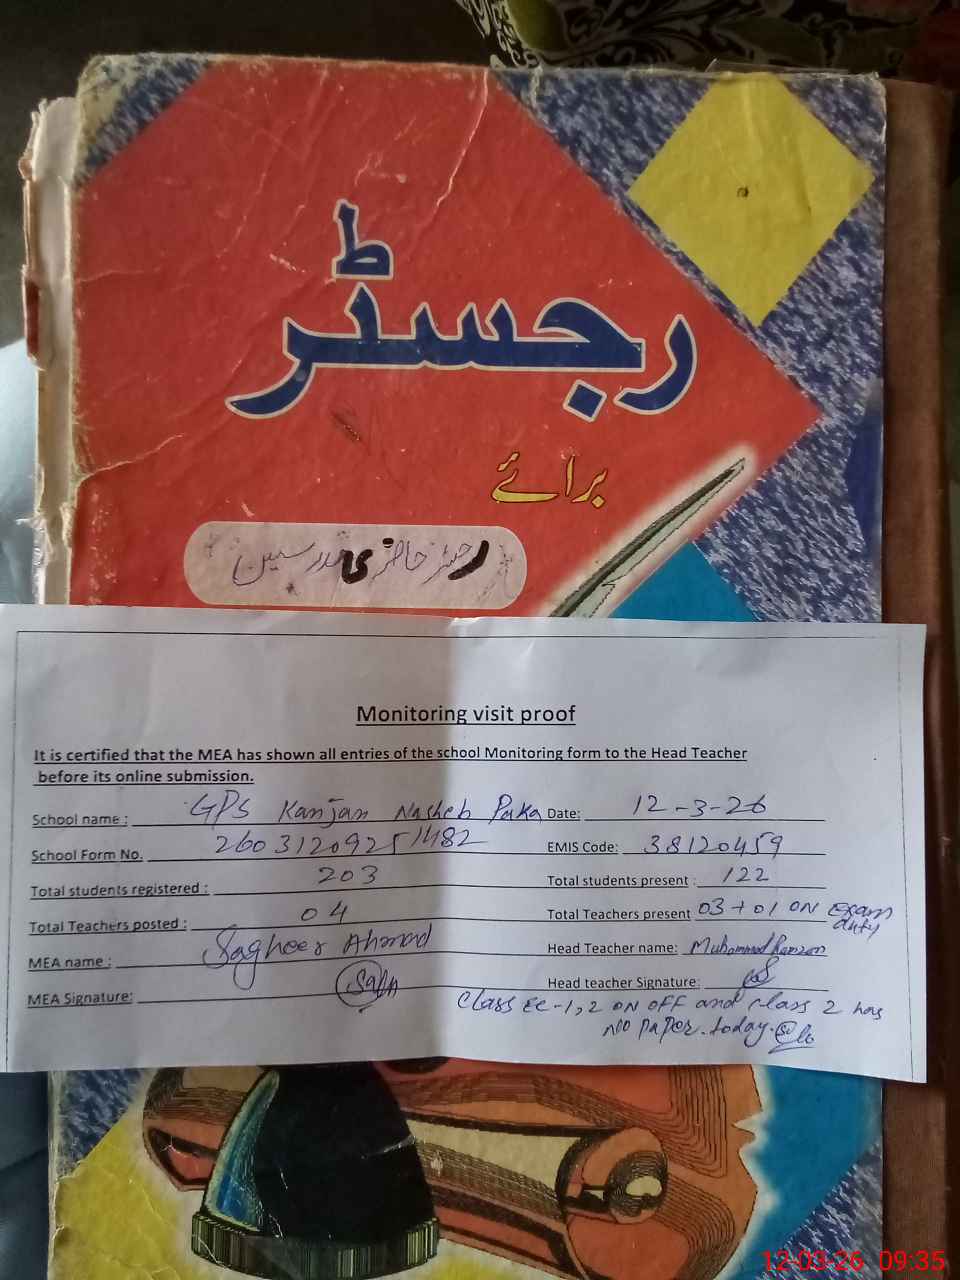 رجسٹر
برائے
رجسٹر حاضری مدرسین
Monitoring visit proof
It is certified that the MEA has shown all entries of the school Monitoring form to the Head Teacher
before its online submission.
School name : GPS Kanjan Nasheb Paka Date: 12-3-26
School Form No. 2603120925 1482 EMIS Code: 38120459
Total students registered : 203 Total students present : 122
Total Teachers posted : 04 Total Teachers present 03 + 01 ON Exam duty
MEA name : Sagheer Ahmad Head Teacher name: Muhammad Ramzan
MEA Signature: Head teacher Signature:
Class Ec-1,2 ON OFF and class 2 has
No paper. today.
12-03-26 09:35